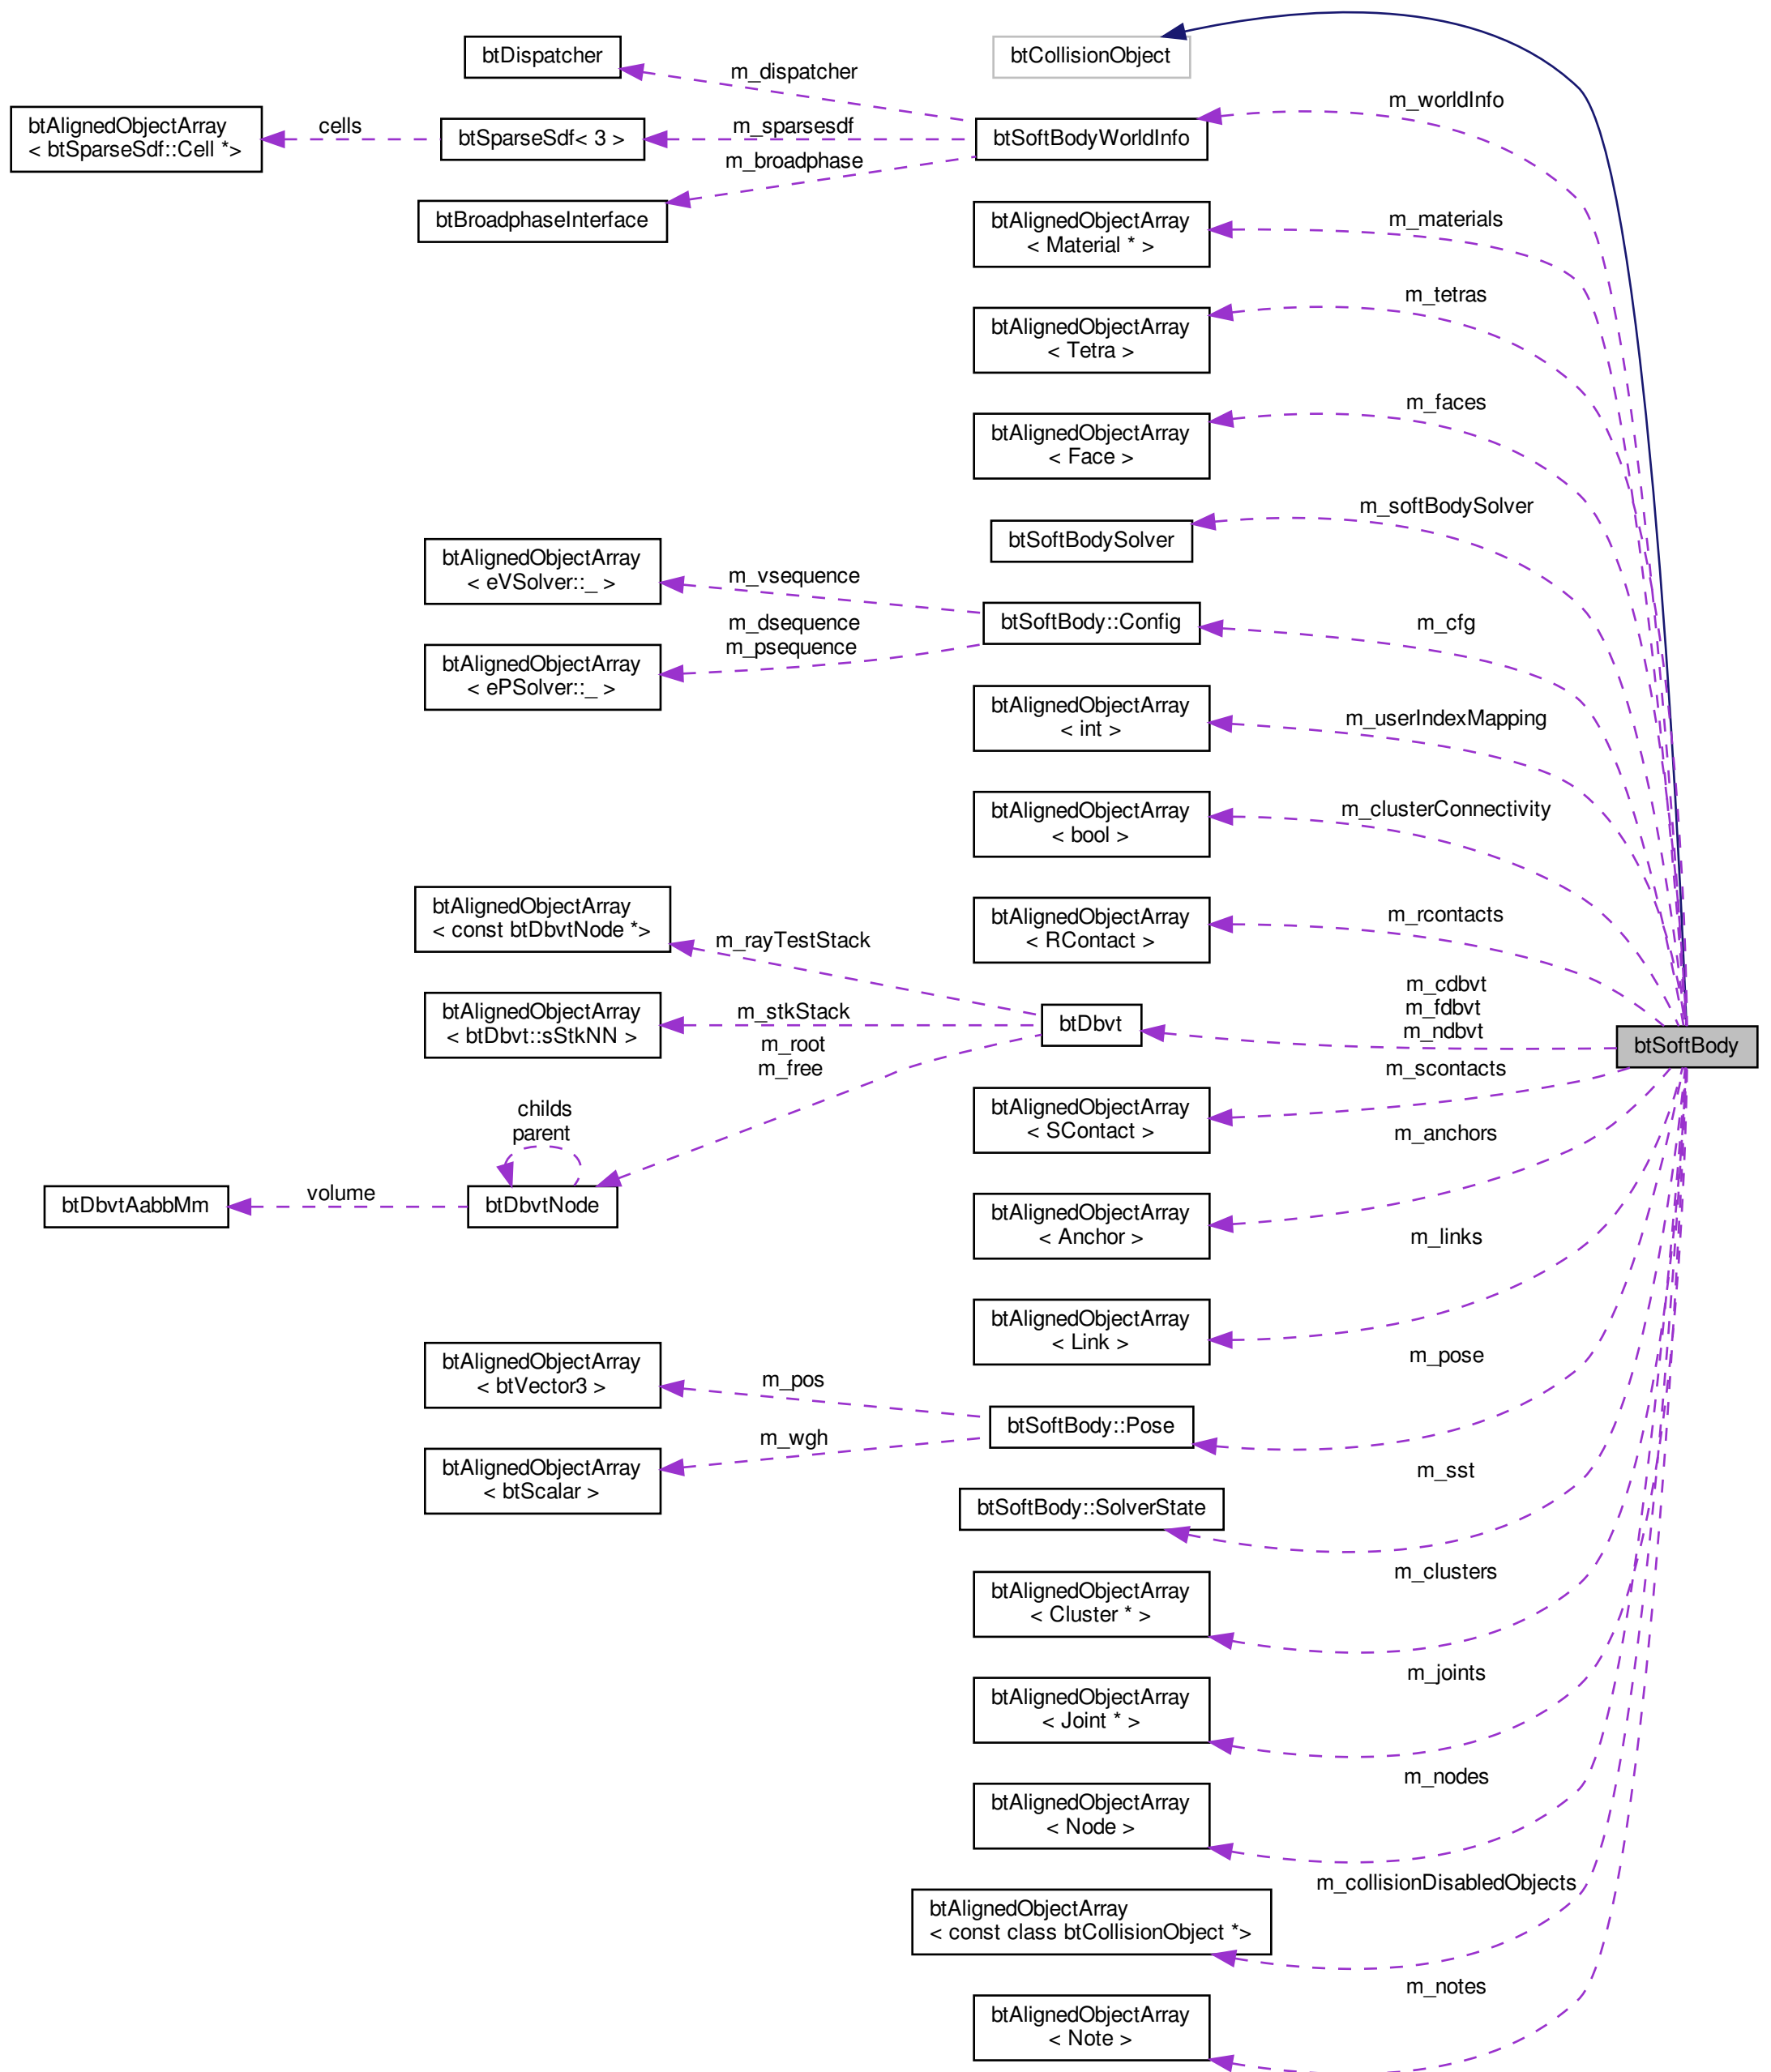 btCollisionObject
btDispatcher
m_dispatcher
m_worldInfo
btAlignedObjectArray
< btSparseSdf::Cell *>
cells
btSparseSdf< 3 >
m_sparsesdf
btSoftBodyWorldInfo
m_broadphase
btBroadphaseInterface
btAlignedObjectArray
< Material * >
m_materials
btAlignedObjectArray
< Tetra >
m_tetras
btAlignedObjectArray
< Face >
m_faces
btSoftBodySolver
m_softBodySolver
btAlignedObjectArray
< eVSolver::_ >
m_vsequence
btSoftBody::Config
m_cfg
m_dsequence
m_psequence
btAlignedObjectArray
< ePSolver::_ >
btAlignedObjectArray
< int >
m_userIndexMapping
btAlignedObjectArray
< bool >
m_clusterConnectivity
btAlignedObjectArray
< const btDbvtNode *>
m_rayTestStack
btAlignedObjectArray
< RContact >
m_rcontacts
btAlignedObjectArray
< btDbvt::sStkNN >
m_stkStack
btDbvt
m_cdbvt
m_fdbvt
m_ndbvt
btSoftBody
m_root
m_free
btAlignedObjectArray
< SContact >
m_scontacts
childs
parent
btDbvtAabbMm
volume
btDbvtNode
btAlignedObjectArray
< Anchor >
m_anchors
btAlignedObjectArray
< Link >
m_links
btAlignedObjectArray
< btVector3 >
m_pos
btSoftBody::Pose
m_pose
btAlignedObjectArray
< btScalar >
m_wgh
btSoftBody::SolverState
m_sst
btAlignedObjectArray
< Cluster * >
m_clusters
btAlignedObjectArray
< Joint * >
m_joints
btAlignedObjectArray
< Node >
m_nodes
btAlignedObjectArray
< const class btCollisionObject *>
m_collisionDisabledObjects
btAlignedObjectArray
< Note >
m_notes